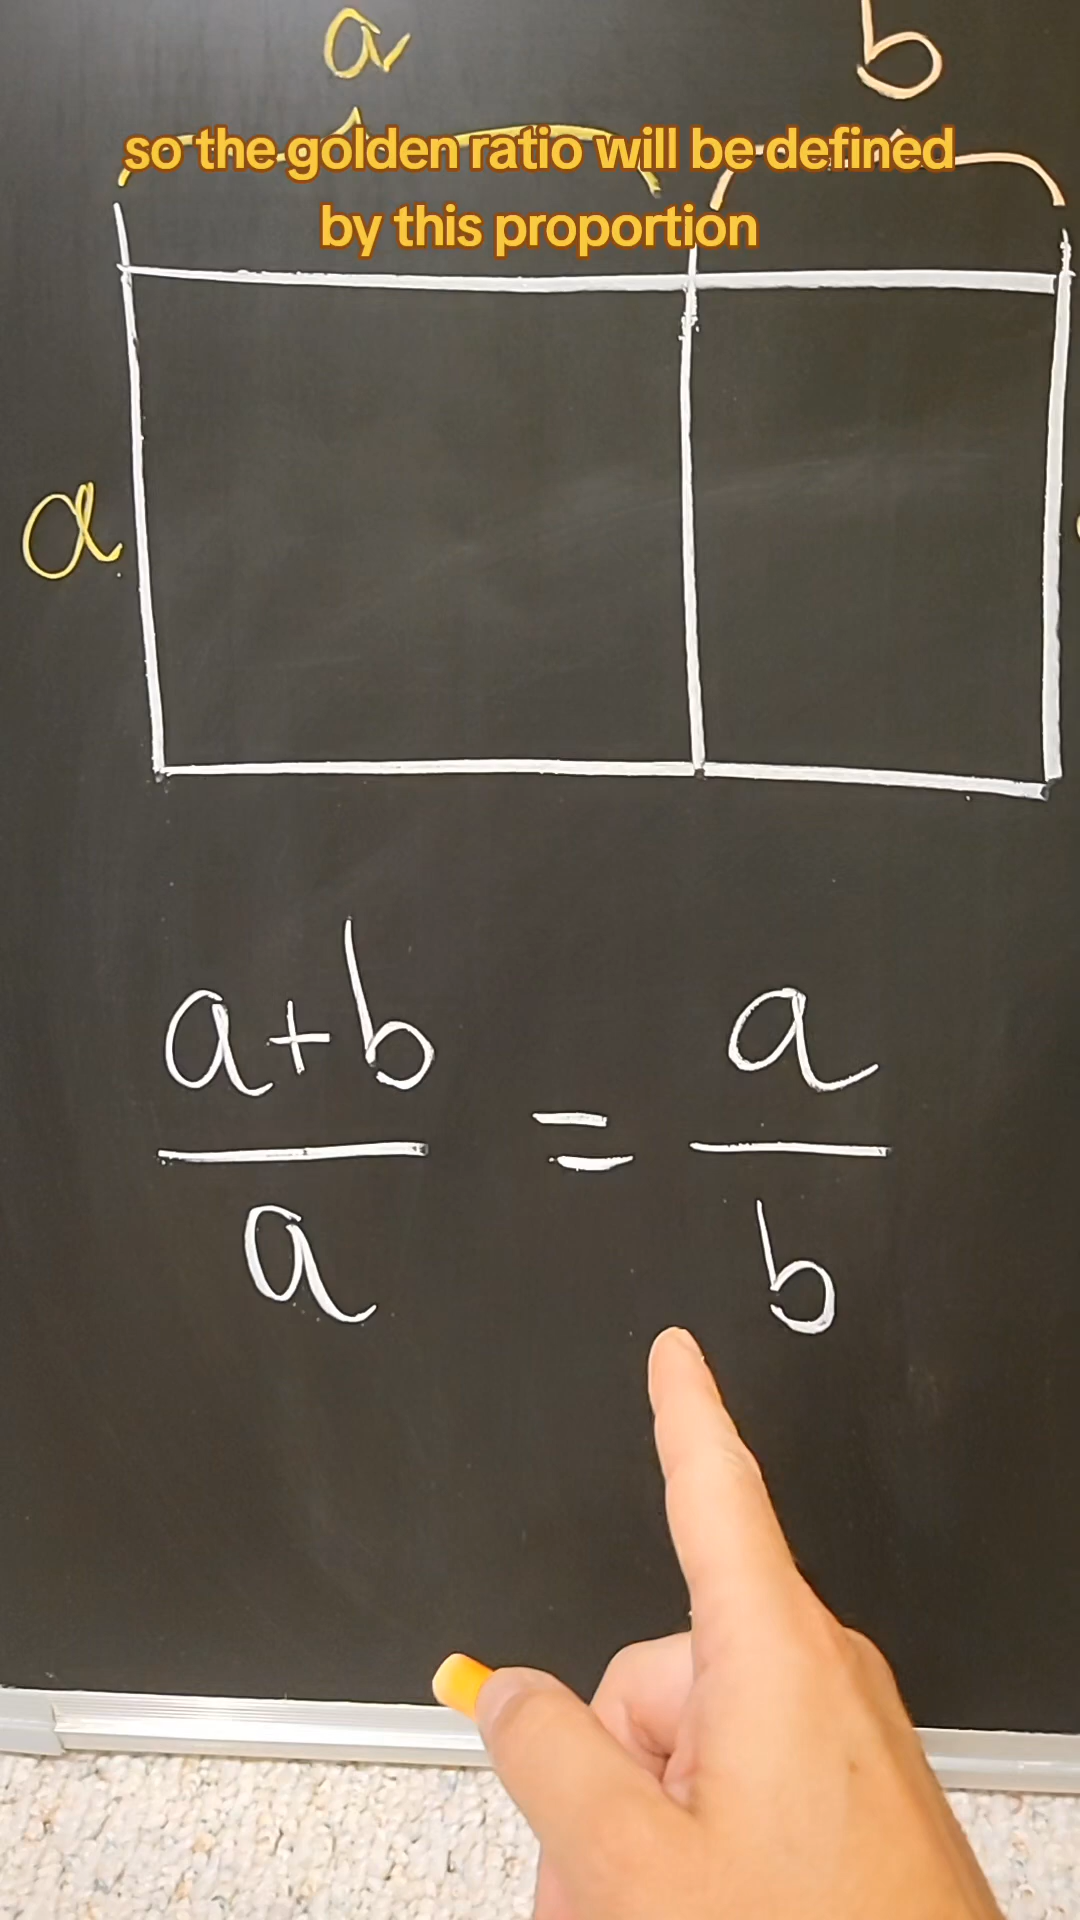 a b
so the golden ratio will be defined
by this proportion
a
a+b
a
=
a
b